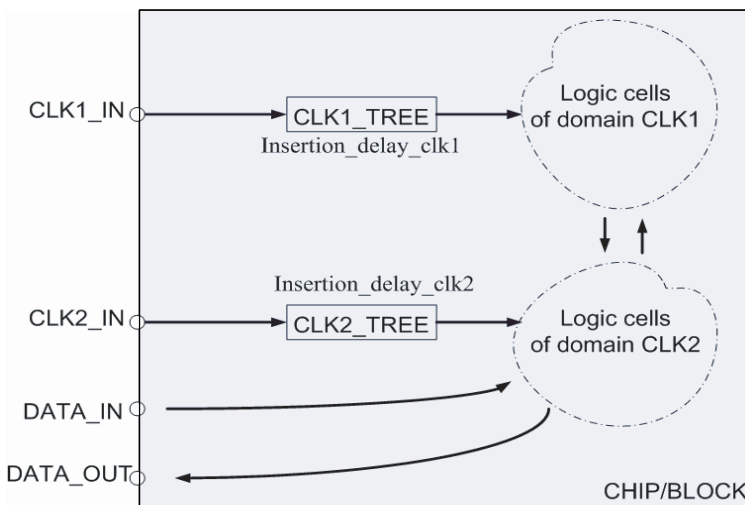 CLK1_IN
CLK1_TREE
Insertion_delay_clk1
Logic cells
of domain CLK1
CLK2_IN
Insertion_delay_clk2
CLK2_TREE
Logic cells
of domain CLK2
DATA_IN
DATA_OUT
CHIP/BLOCK